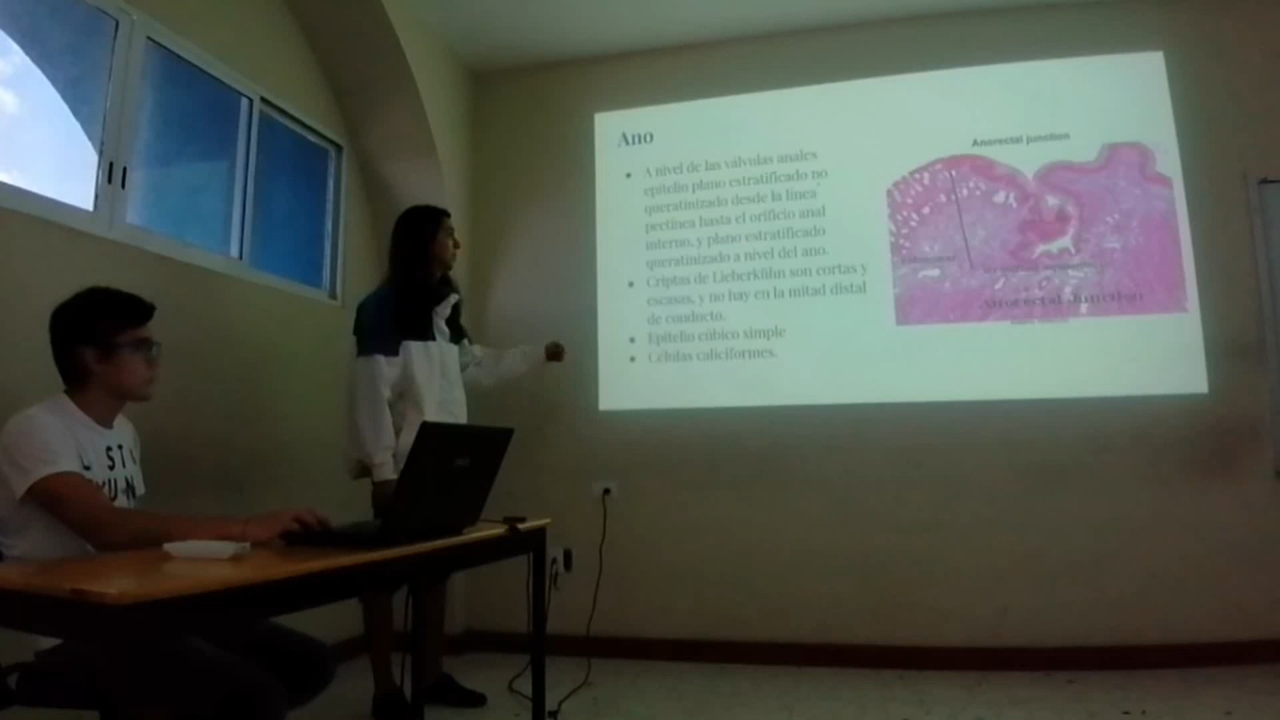 Ano
A nivel de las válvulas anales
epitelio plano estratificado no
queratinizado desde la línea
pectínea hasta el orificio anal
interno, y plano estratificado
queratinizado a nivel del ano.
Criptas de Lieberkühn son cortas y
escasas, y no hay en la mitad distal
de conducto.
Epitelio cúbico simple
Células caliciformes.
Anorectal junction
Anorectal Junction